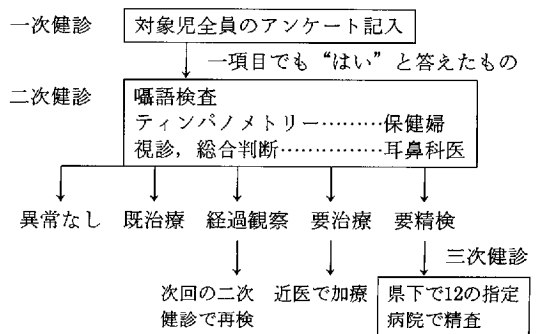 一次健診 対象児全員のアンケート記入
一項目でも“はい”と答えたもの
二次健診 囁語検査
ティンパノメトリー………保健婦
視診，総合判断……………耳鼻科医
異常なし 既治療 経過観察 要治療 要精検
三次健診
次回の二次 近医で加療 県下で12の指定
健診で再検 病院で精査